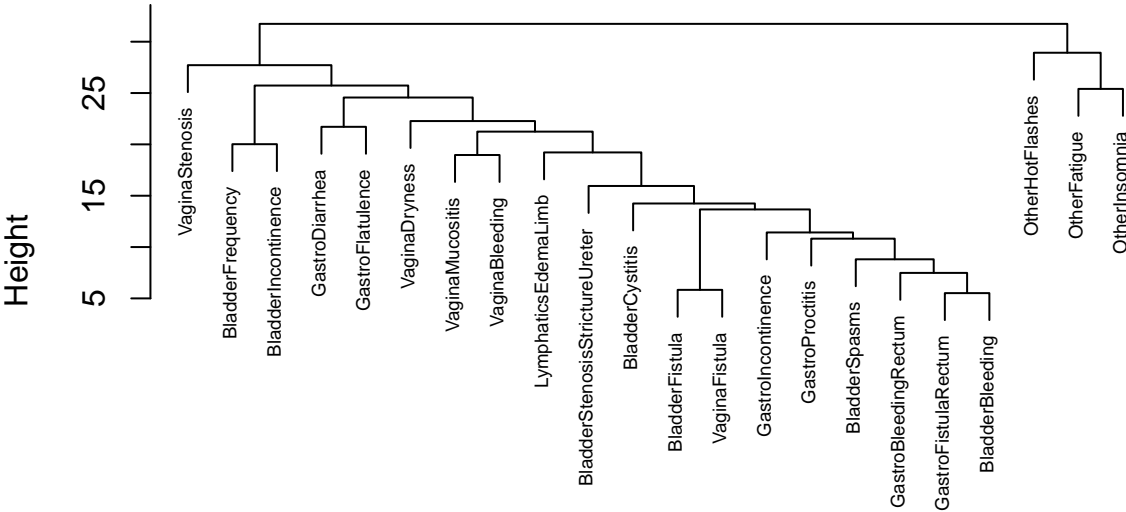 Height
5
15
25
VaginaStenosis
BladderFrequency
BladderIncontinence
GastroDiarrhea
GastroFlatulence
VaginaDryness
VaginaMucositis
VaginaBleeding
LymphaticsEdemaLimb
BladderStenosisStrictureUreter
BladderCystitis
BladderFistula
VaginaFistula
GastroIncontinence
GastroProctitis
BladderSpasms
GastroBleedingRectum
GastroFistulaRectum
BladderBleeding
OtherHotFlashes
OtherFatigue
OtherInsomnia